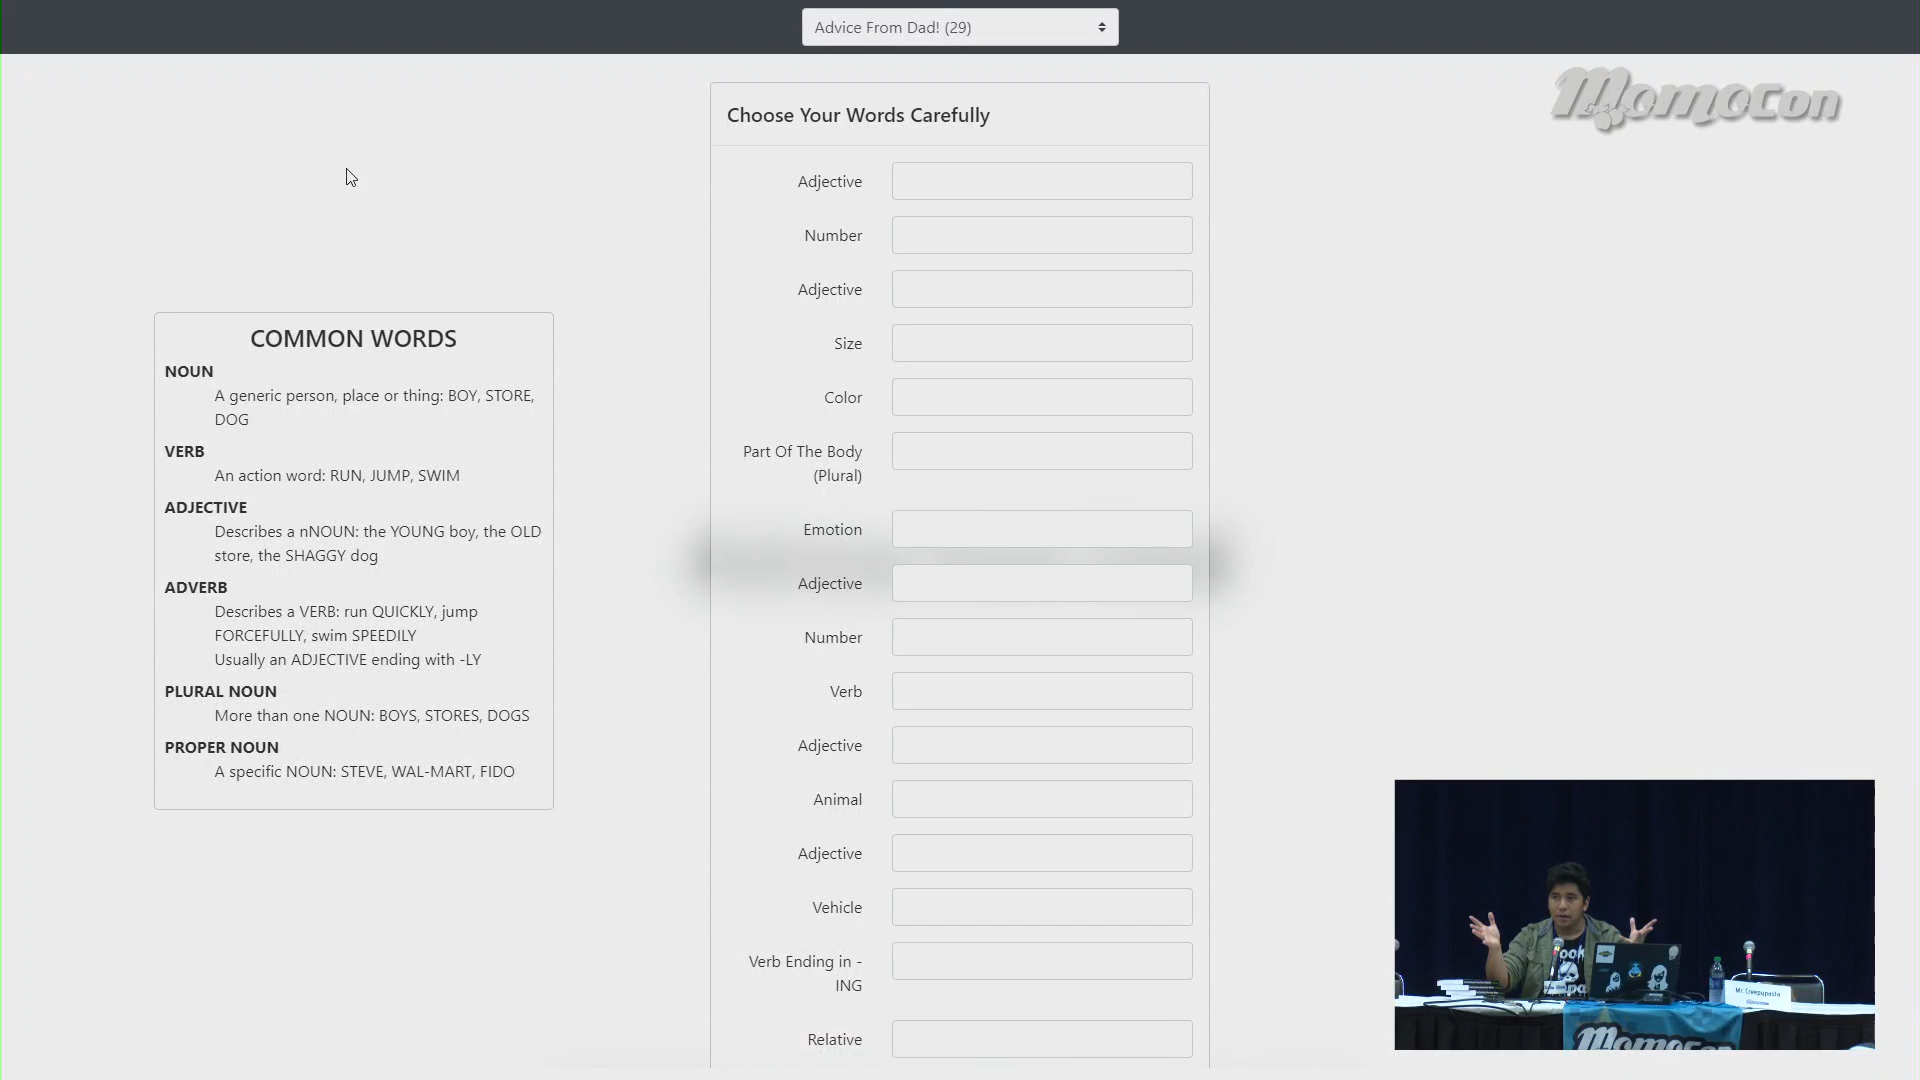 Advice From Dad! (29)
MomoCon
Choose Your Words Carefully
Adjective
Number
Adjective
Size
Color
Part Of The Body
(Plural)
Emotion
Adjective
Number
Verb
Adjective
Animal
Adjective
Vehicle
Verb Ending in -
ING
Relative
COMMON WORDS
NOUN
A generic person, place or thing: BOY, STORE,
DOG
VERB
An action word: RUN, JUMP, SWIM
ADJECTIVE
Describes a nNOUN: the YOUNG boy, the OLD
store, the SHAGGY dog
ADVERB
Describes a VERB: run QUICKLY, jump
FORCEFULLY, swim SPEEDILY
Usually an ADJECTIVE ending with -LY
PLURAL NOUN
More than one NOUN: BOYS, STORES, DOGS
PROPER NOUN
A specific NOUN: STEVE, WAL-MART, FIDO
Mr. Creepypasta
MomoCon